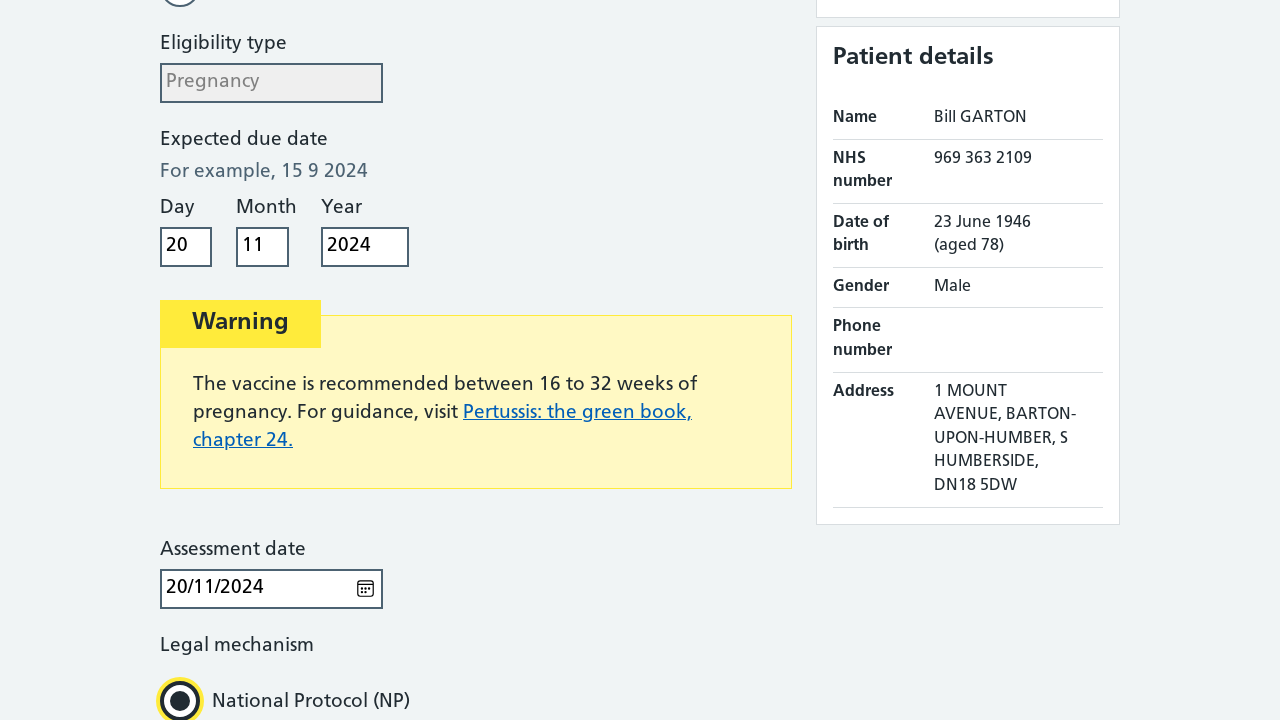 Eligibility type
Pregnancy
Expected due date
For example, 15 9 2024
Day Month Year
20 11 2024
Warning
The vaccine is recommended between 16 to 32 weeks of
pregnancy. For guidance, visit Pertussis: the green book,
chapter 24.
Assessment date
20/11/2024
Legal mechanism
National Protocol (NP)
Patient details
Name Bill GARTON
NHS 969 363 2109
number
Date of 23 June 1946
birth (aged 78)
Gender Male
Phone
number
Address 1 MOUNT
AVENUE, BARTON-
UPON-HUMBER, S
HUMBERSIDE,
DN18 5DW